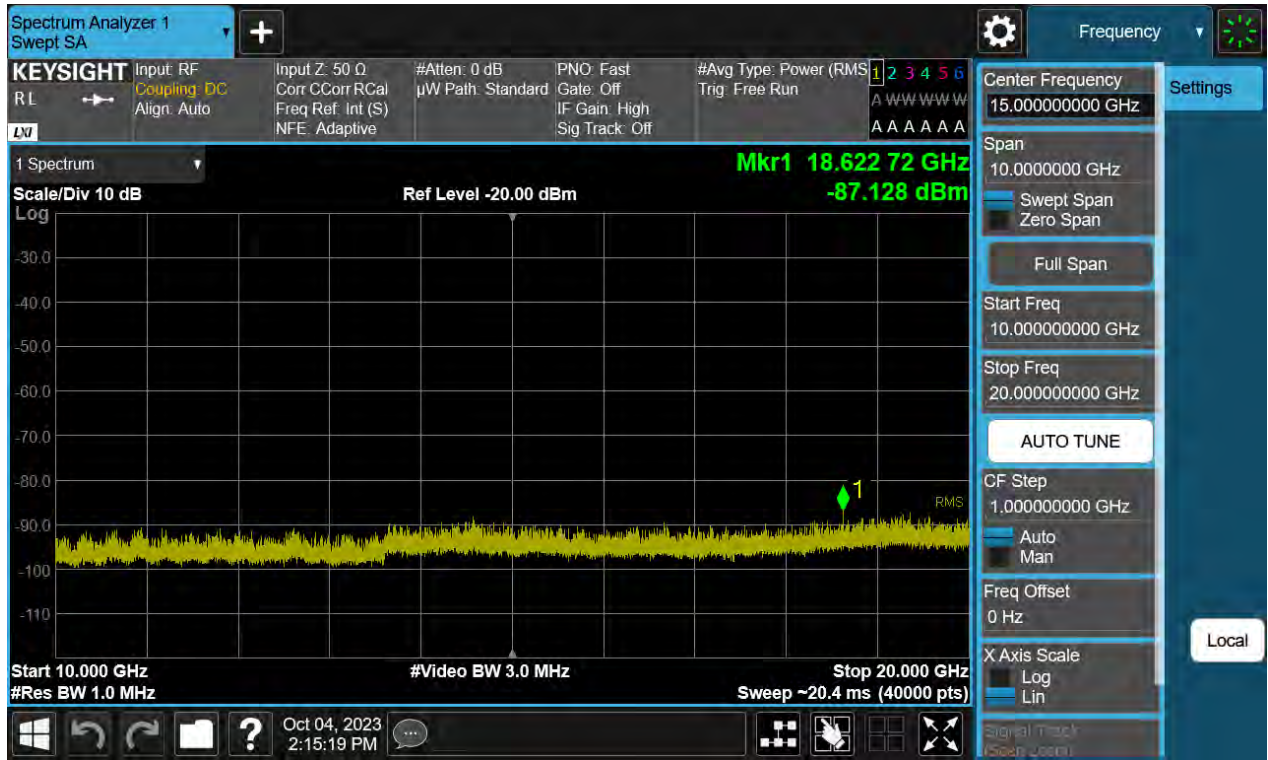 Spectrum Analyzer 1
Swept SA
+
Frequency
KEYSIGHT
RL
LXI
Input: RF
Coupling: DC
Align: Auto
Input Z: 50 Ω
Corr CCorr RCal
Freq Ref: Int (S)
NFE: Adaptive
#Atten: 0 dB
µW Path: Standard
PNO: Fast
Gate: Off
IF Gain: High
Sig Track: Off
#Avg Type: Power (RMS
Trig: Free Run
1 2 3 4 5 6
A W W W W W
A A A A A A
1 Spectrum
Mkr1 18.622 72 GHz
Scale/Div 10 dB
Ref Level -20.00 dBm
-87.128 dBm
Log
-30.0
-40.0
-50.0
-60.0
-70.0
-80.0
1
RMS
-90.0
-100
-110
Start 10.000 GHz
#Video BW 3.0 MHz
Stop 20.000 GHz
#Res BW 1.0 MHz
Sweep ~20.4 ms (40000 pts)
Center Frequency
15.000000000 GHz
Settings
Span
10.0000000 GHz
Swept Span
Zero Span
Full Span
Start Freq
10.000000000 GHz
Stop Freq
20.000000000 GHz
AUTO TUNE
CF Step
1.000000000 GHz
Auto
Man
Freq Offset
0 Hz
X Axis Scale
Log
Lin
Local
Signal Track
(Span Zoom)
?
Oct 04, 2023
2:15:19 PM